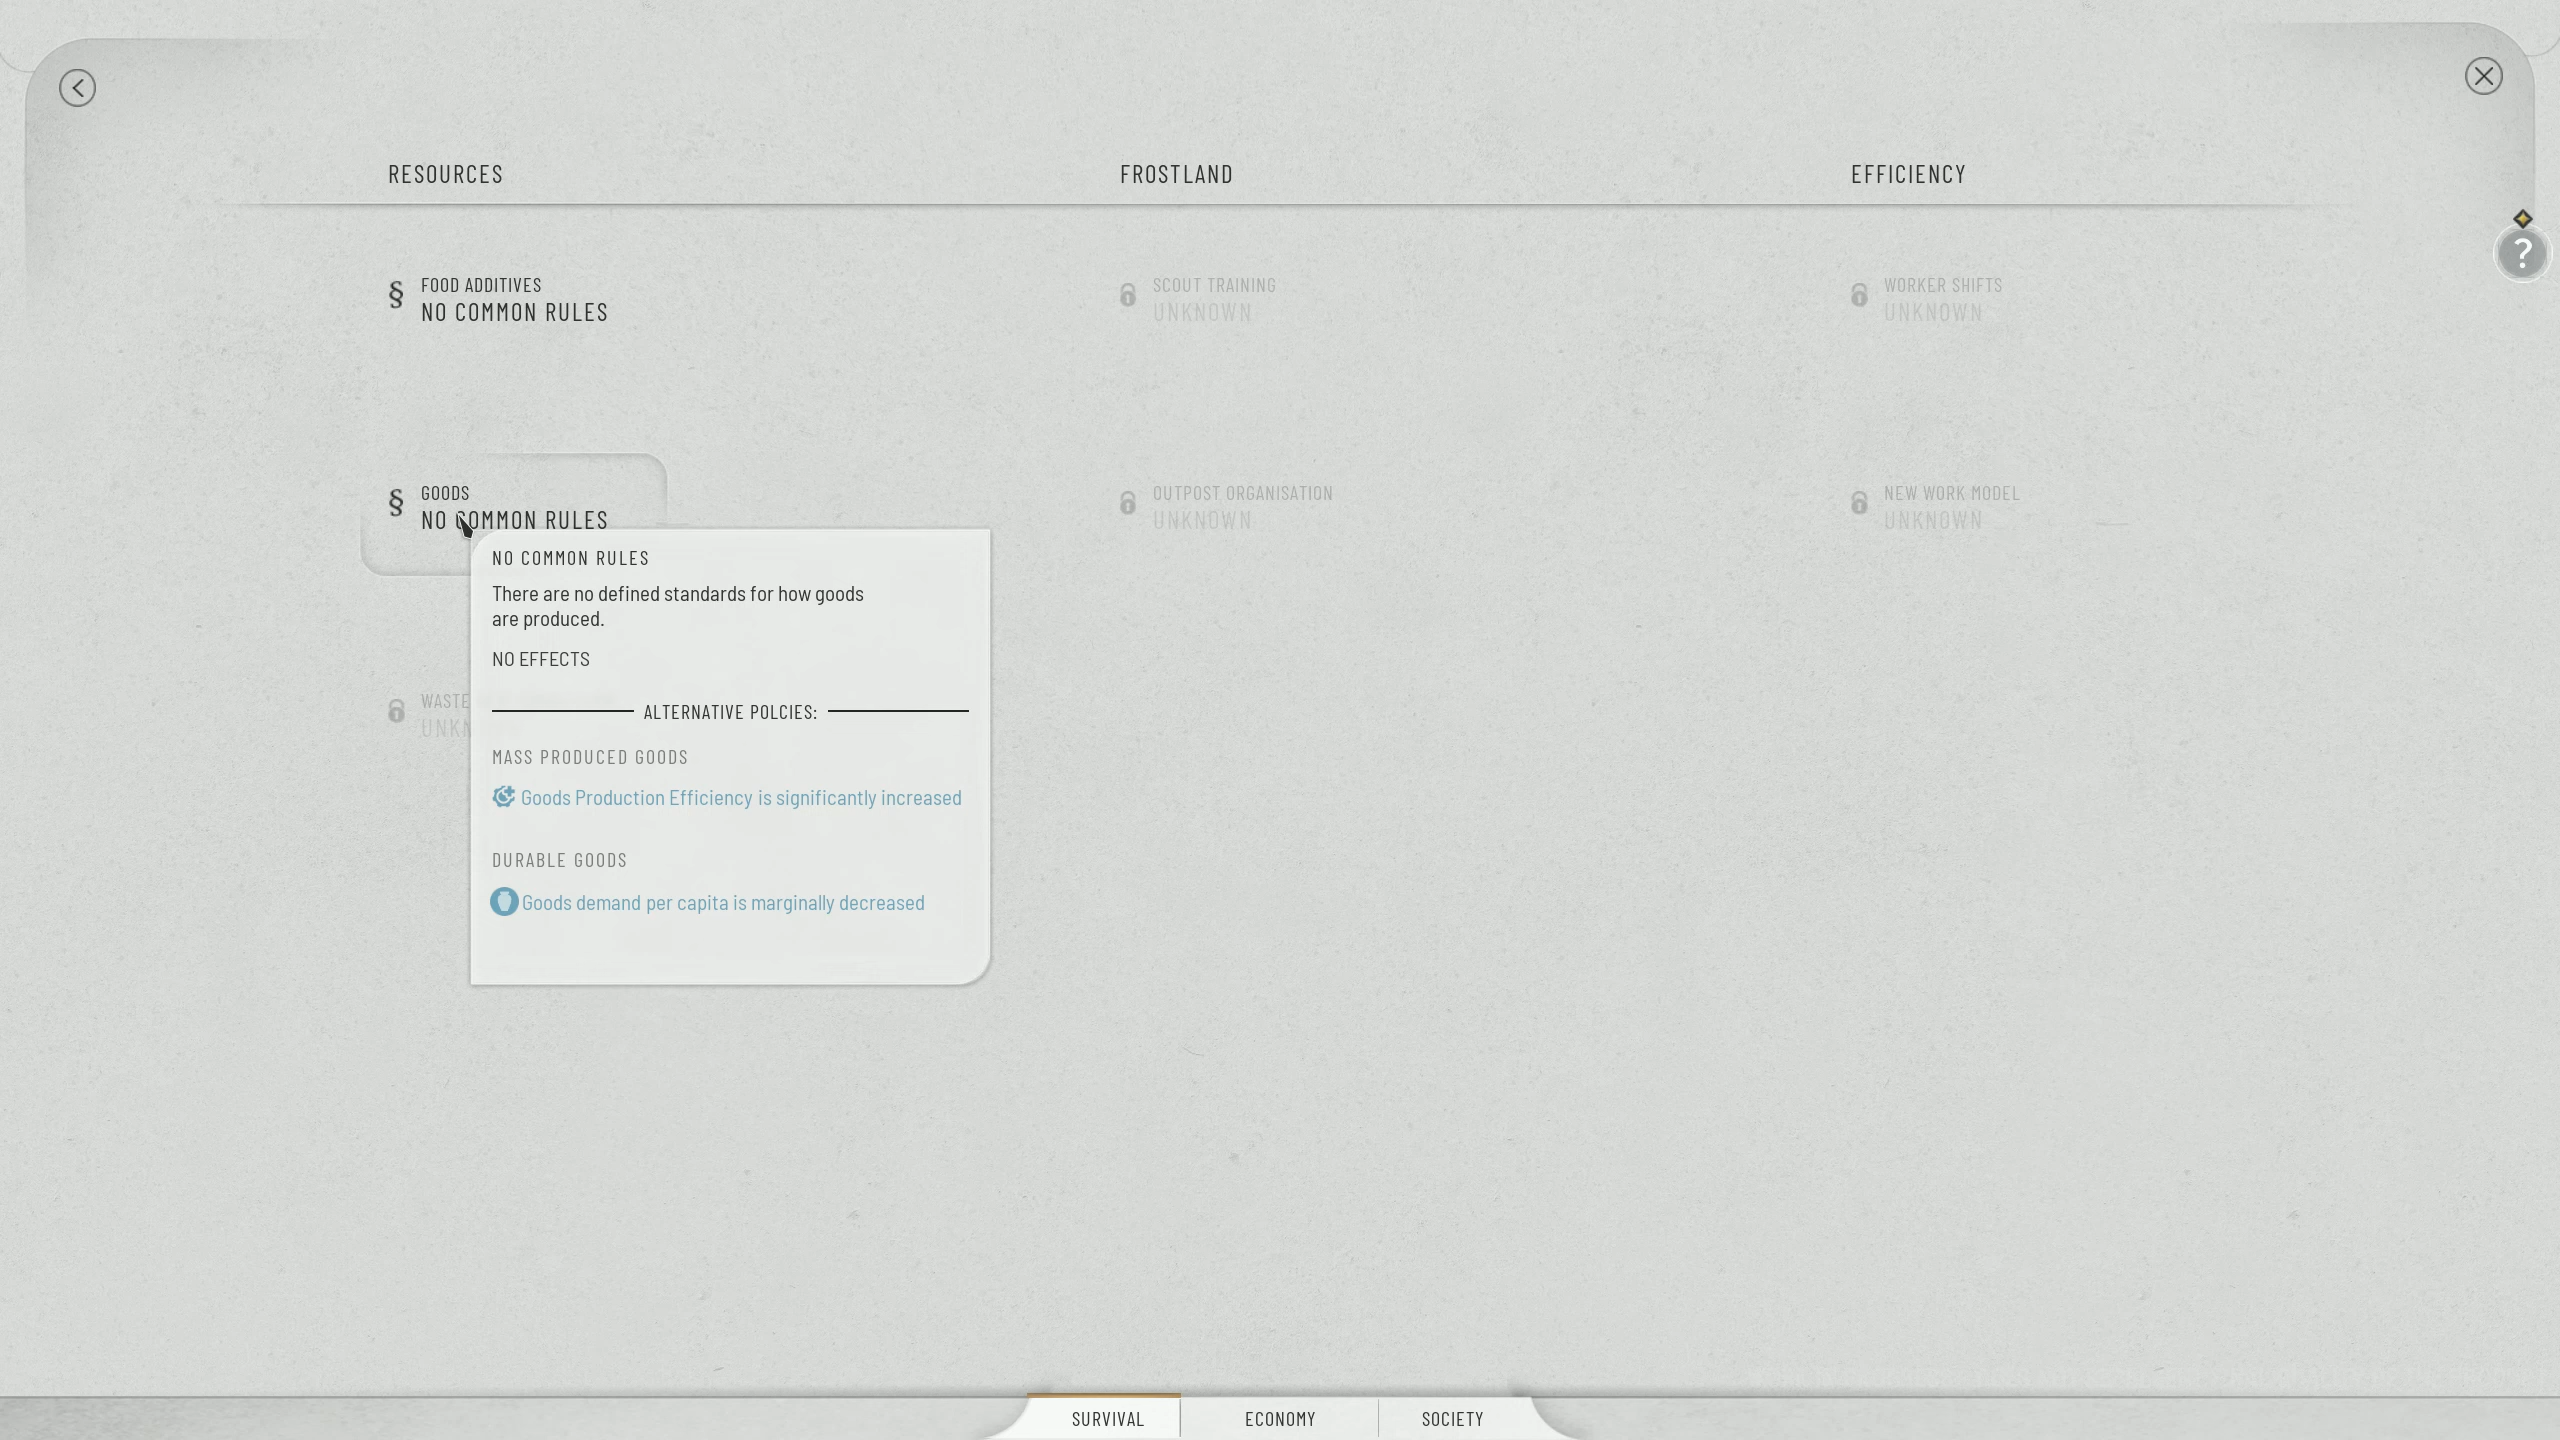 RESOURCES
FROSTLAND
EFFICIENCY
§ FOOD ADDITIVES
NO COMMON RULES
SCOUT TRAINING
UNKNOWN
WORKER SHIFTS
UNKNOWN
?
§ GOODS
NO COMMON RULES
OUTPOST ORGANISATION
UNKNOWN
NEW WORK MODEL
UNKNOWN
WASTE
UNKN
NO COMMON RULES
There are no defined standards for how goods
are produced.
NO EFFECTS
ALTERNATIVE POLCIES:
MASS PRODUCED GOODS
Goods Production Efficiency is significantly increased
DURABLE GOODS
Goods demand per capita is marginally decreased
SURVIVAL
ECONOMY
SOCIETY